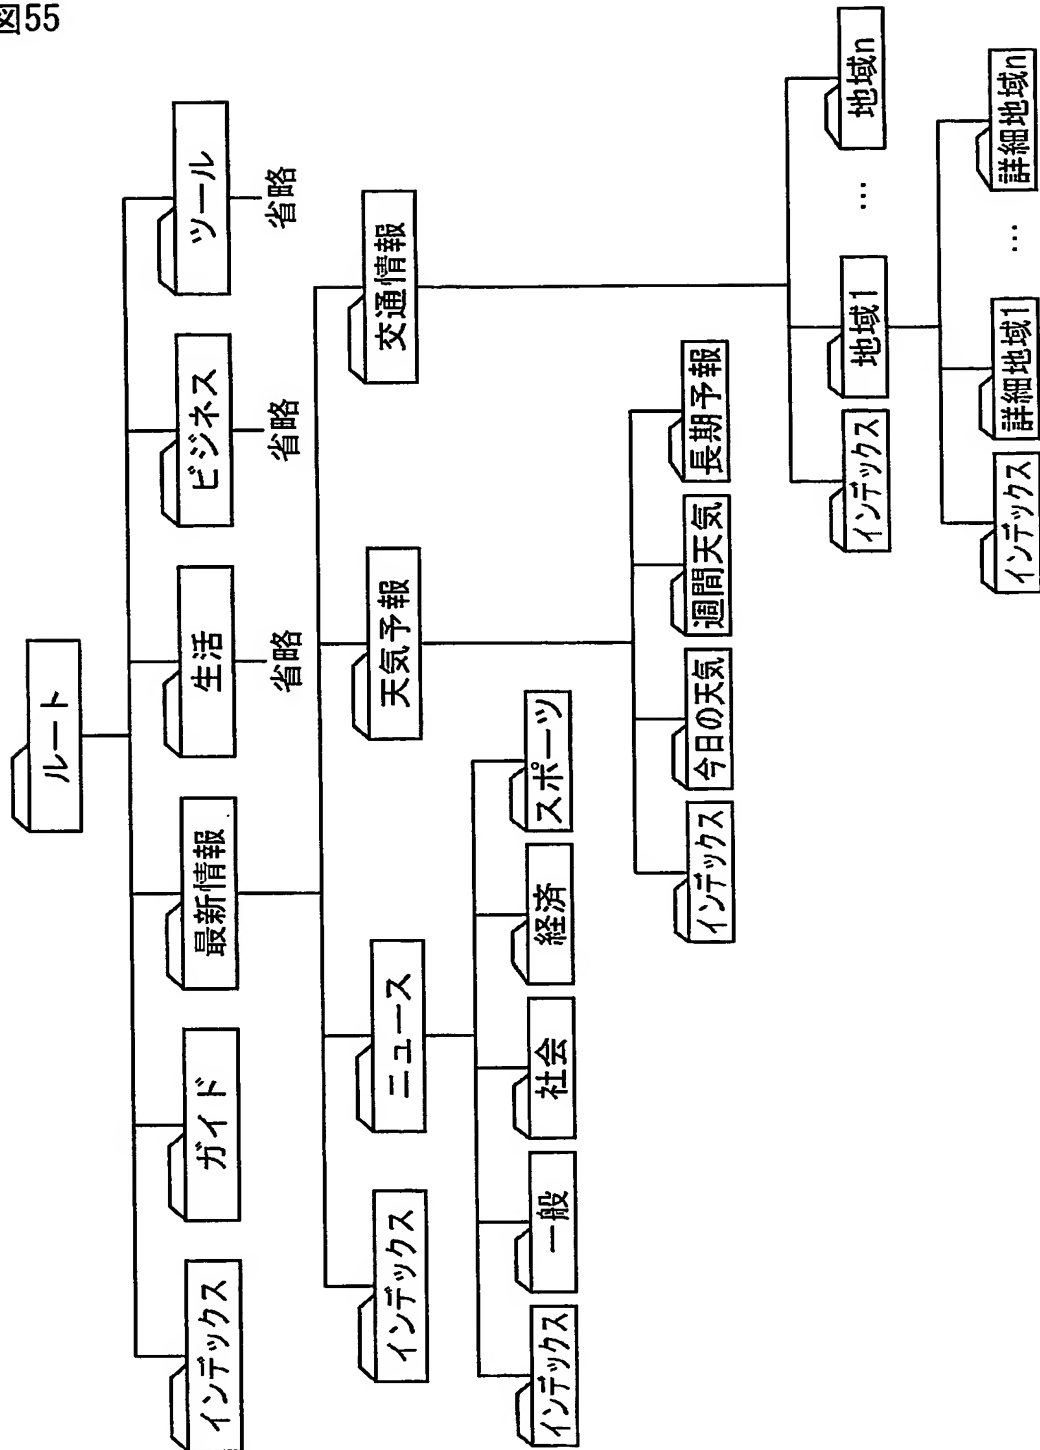 図55
ルート
インデックス
ガイド
最新情報
生活
ビジネス
ツール
省略
省略
省略
インデックス
ニュース
天気予報
交通情報
インデックス
一般
社会
経済
スポーツ
インデックス
今日の天気
週間天気
長期予報
インデックス
地域1
…
地域n
インデックス
詳細地域1
…
詳細地域n